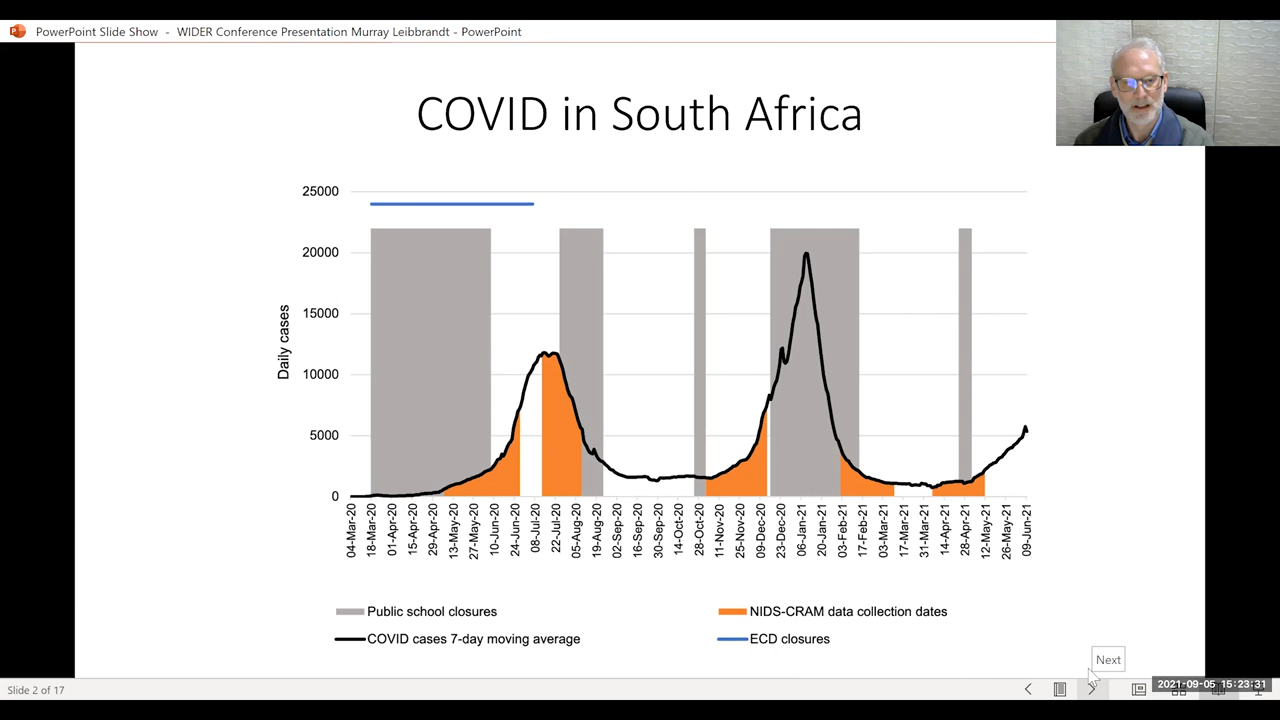 PowerPoint Slide Show - WIDER Conference Presentation Murray Leibbrandt - PowerPoint
COVID in South Africa
25000
20000
15000
10000
5000
0
Daily cases
04-Mar-20
18-Mar-20
01-Apr-20
15-Apr-20
29-Apr-20
13-May-20
27-May-20
10-Jun-20
24-Jun-20
08-Jul-20
22-Jul-20
05-Aug-20
19-Aug-20
02-Sep-20
16-Sep-20
30-Sep-20
14-Oct-20
28-Oct-20
11-Nov-20
25-Nov-20
09-Dec-20
23-Dec-20
06-Jan-21
20-Jan-21
03-Feb-21
17-Feb-21
03-Mar-21
17-Mar-21
31-Mar-21
14-Apr-21
28-Apr-21
12-May-21
26-May-21
09-Jun-21
Public school closures
NIDS-CRAM data collection dates
COVID cases 7-day moving average
ECD closures
Next
Slide 2 of 17
2021-09-05 15:23:31